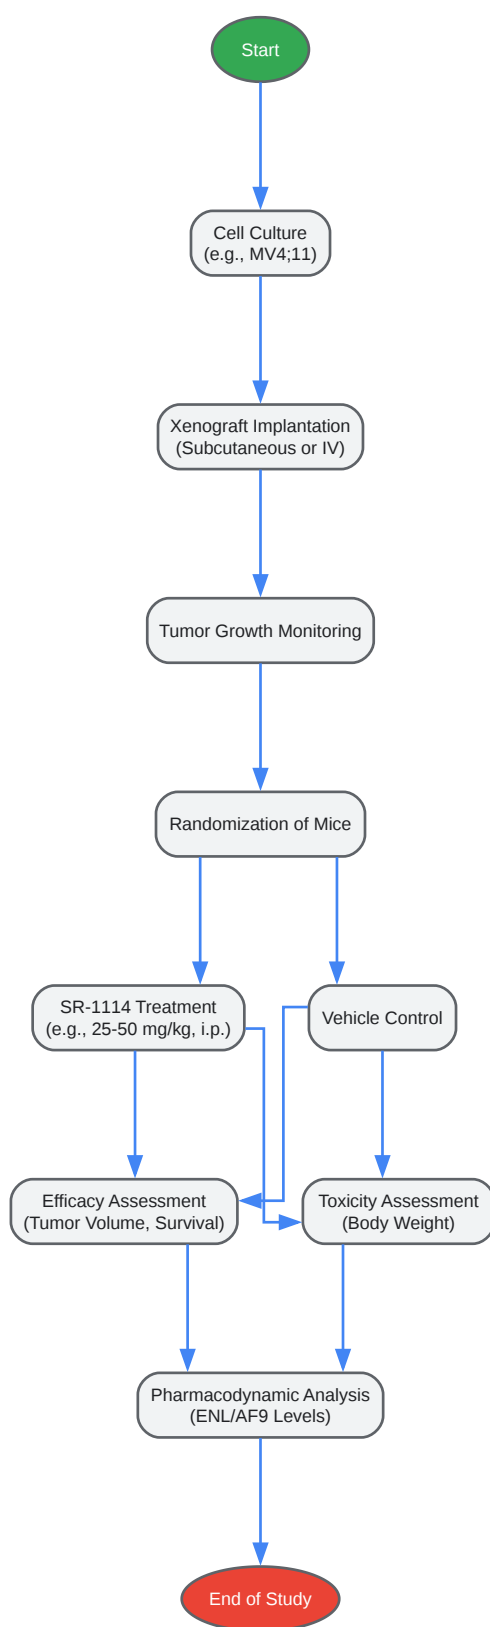 Start
Cell Culture
(e.g., MV4;11)
Xenograft Implantation
(Subcutaneous or IV)
Tumor Growth Monitoring
Randomization of Mice
SR-1114 Treatment
(e.g., 25-50 mg/kg, i.p.)
Vehicle Control
Efficacy Assessment
(Tumor Volume, Survival)
Toxicity Assessment
(Body Weight)
Pharmacodynamic Analysis
(ENL/AF9 Levels)
End of Study